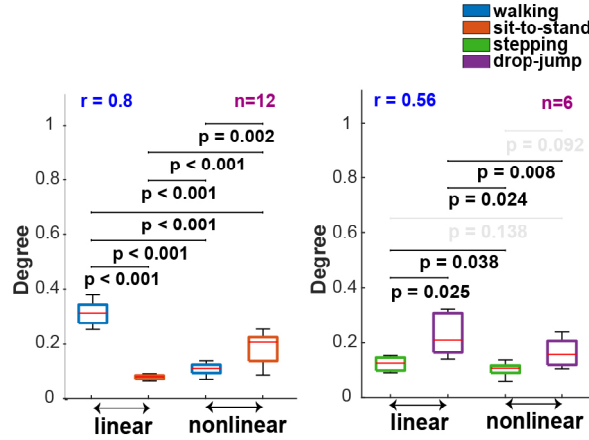 walking
sit-to-stand
stepping
drop-jump
r = 0.8
n=12
1
0.8
0.6
0.4
0.2
0
Degree
p = 0.002
p < 0.001
p < 0.001
p < 0.001
p < 0.001
p < 0.001
linear
nonlinear
r = 0.56
n=6
1
0.8
0.6
0.4
0.2
0
Degree
p = 0.092
p = 0.008
p = 0.024
p = 0.138
p = 0.038
p = 0.025
linear
nonlinear